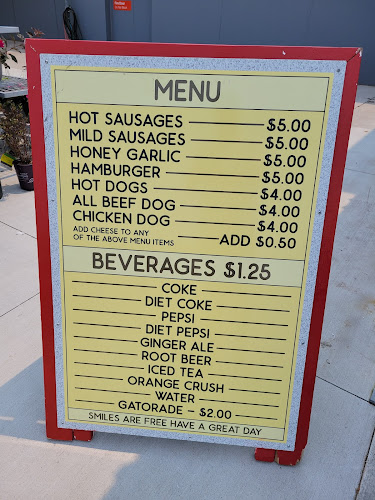 MENU
HOT SAUSAGES $5.00
MILD SAUSAGES $5.00
HONEY GARLIC $5.00
HAMBURGER $5.00
HOT DOGS $4.00
ALL BEEF DOG $4.00
CHICKEN DOG $4.00
ADD CHEESE TO ANY
OF THE ABOVE MENU ITEMS ADD $0.50
BEVERAGES $1.25
COKE
DIET COKE
PEPSI
DIET PEPSI
GINGER ALE
ROOT BEER
ICED TEA
ORANGE CRUSH
WATER
GATORADE - $2.00
SMILES ARE FREE HAVE A GREAT DAY